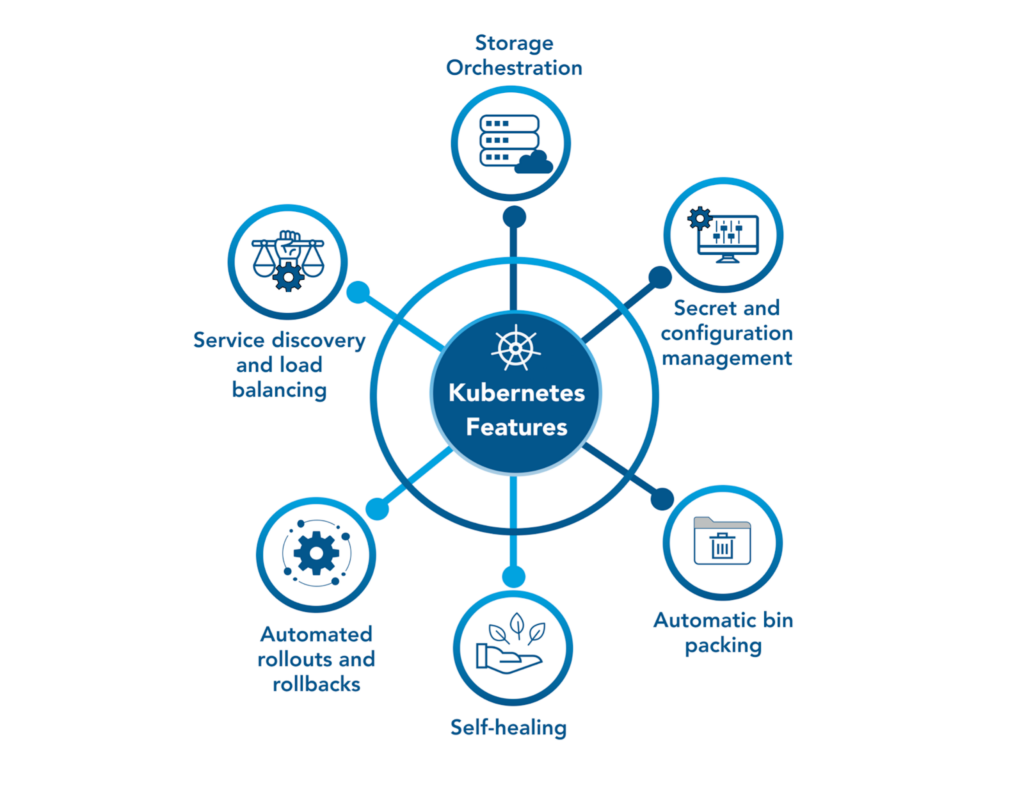 Storage
Orchestration
Secret and
configuration
management
Service discovery
and load
balancing
Kubernetes
Features
Automatic bin
packing
Automated
rollouts and
rollbacks
Self-healing